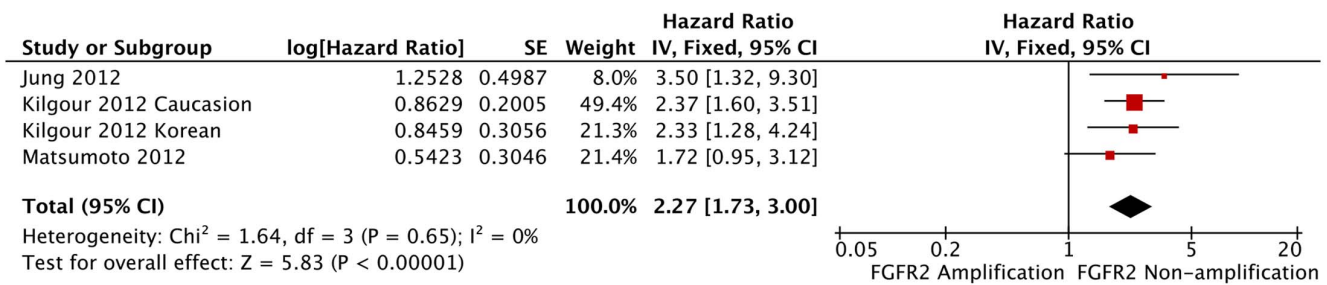 Hazard Ratio Hazard Ratio
Study or Subgroup log[Hazard Ratio] SE Weight IV, Fixed, 95% CI IV, Fixed, 95% CI
Jung 2012 1.2528 0.4987 8.0% 3.50 [1.32, 9.30]
Kilgour 2012 Caucasion 0.8629 0.2005 49.4% 2.37 [1.60, 3.51]
Kilgour 2012 Korean 0.8459 0.3056 21.3% 2.33 [1.28, 4.24]
Matsumoto 2012 0.5423 0.3046 21.4% 1.72 [0.95, 3.12]
Total (95% CI) 100.0% 2.27 [1.73, 3.00]
Heterogeneity: Chi² = 1.64, df = 3 (P = 0.65); I² = 0%
Test for overall effect: Z = 5.83 (P < 0.00001)
0.05 0.2 1 5 20
FGFR2 Amplification FGFR2 Non-amplification